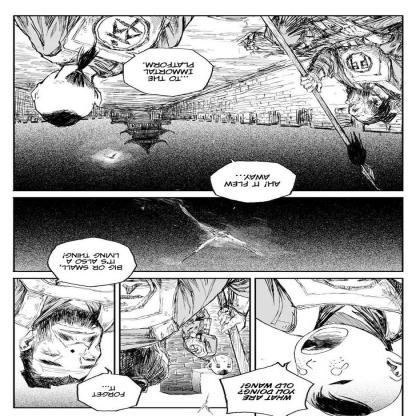 WHAT ARE
YOU DOING?
OLD WANG!
FORGET
IT...
BIG OR SMALL,
IT'S ALSO A
LIVING THING!
AH! IT FLEW
AWAY...
...TO THE
IMMORTAL
PLATFORM.